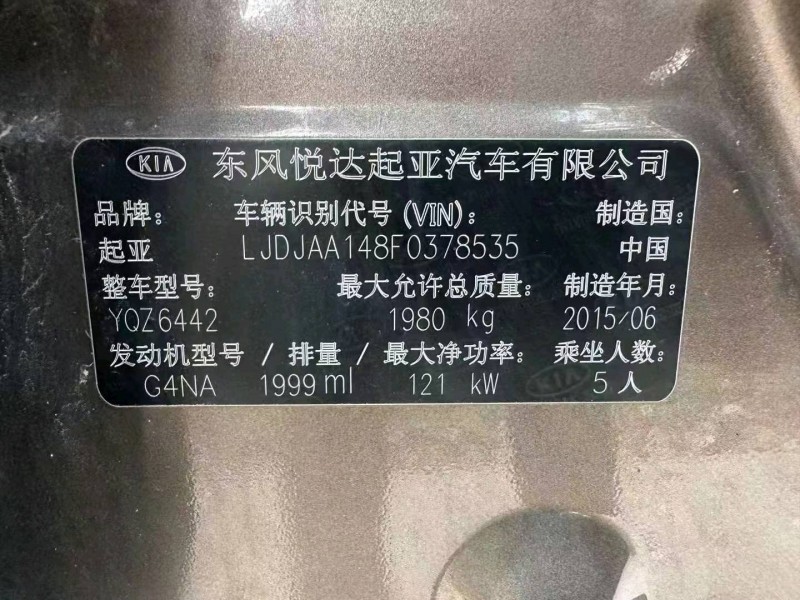 KIA 东风悦达起亚汽车有限公司
品牌： 车辆识别代号(VIN)： 制造国：
起亚 LJDJAA148F0378535 中国
整车型号： 最大允许总质量： 制造年月：
YQZ6442 1980 kg 2015/06
发动机型号 / 排量 / 最大净功率： 乘坐人数：
G4NA 1999 ml 121 kW 5 人
KIA